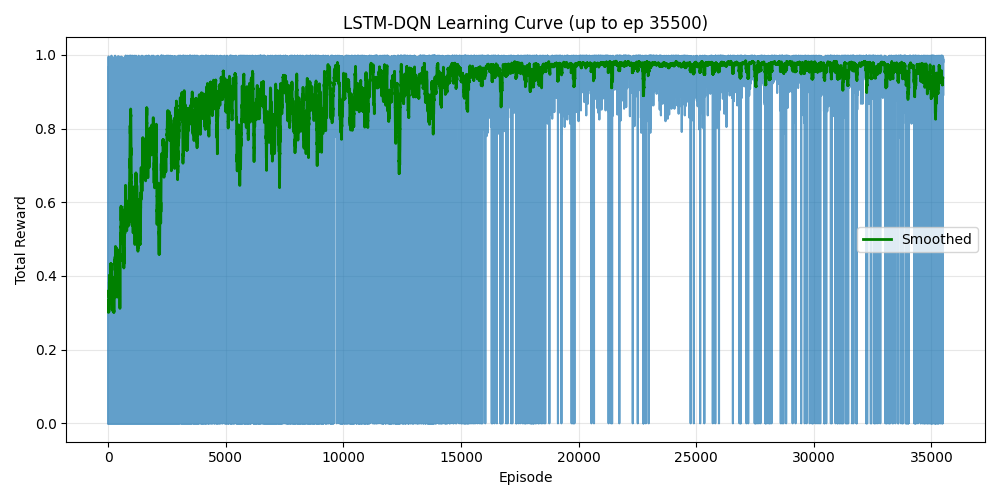 LSTM-DQN Learning Curve (up to ep 35500)
1.0
0.8
0.6
0.4
0.2
0.0
Total Reward
Smoothed
0 5000 10000 15000 20000 25000 30000 35000
Episode